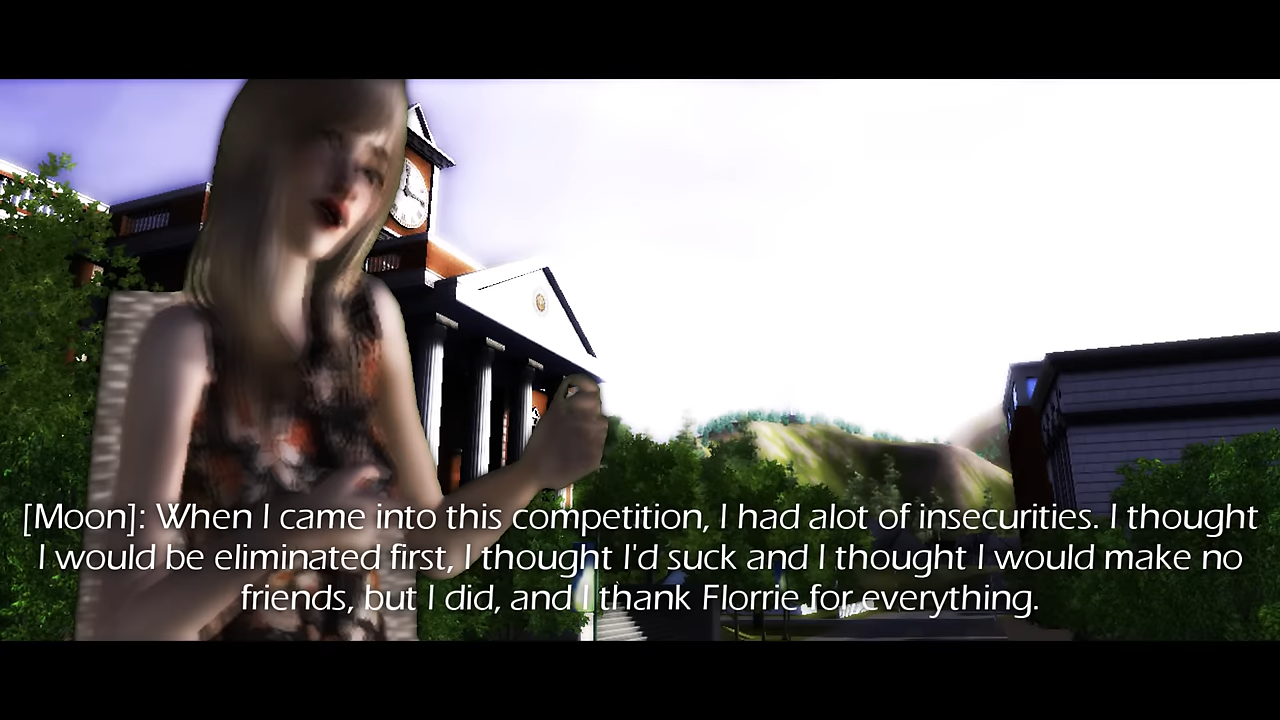 [Moon]: When I came into this competition, I had alot of insecurities. I thought
I would be eliminated first, I thought I'd suck and I thought I would make no
friends, but I did, and I thank Florrie for everything.